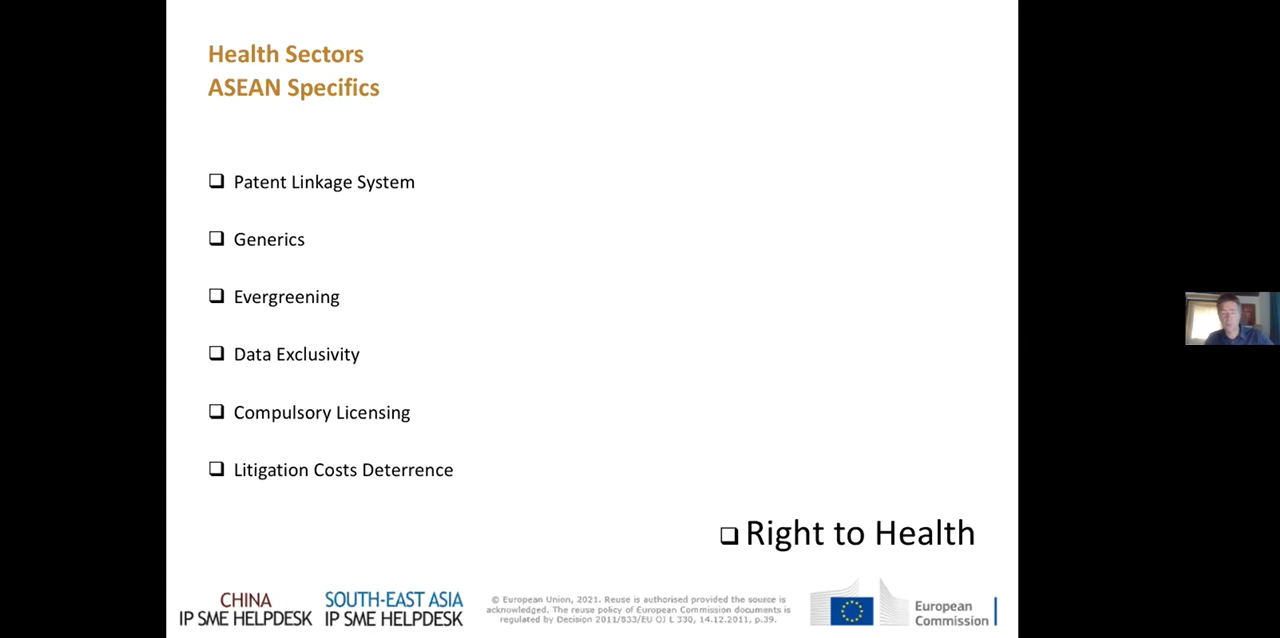 Health Sectors
ASEAN Specifics
❑ Patent Linkage System
❑ Generics
❑ Evergreening
❑ Data Exclusivity
❑ Compulsory Licensing
❑ Litigation Costs Deterrence
❑ Right to Health
CHINA
IP SME HELPDESK
SOUTH-EAST ASIA
IP SME HELPDESK
© European Union, 2021. Reuse is authorised provided the source is
acknowledged. The reuse policy of European Commission documents is
regulated by Decision 2011/833/EU OJ L 330, 14.12.2011, p.39.
European
Commission